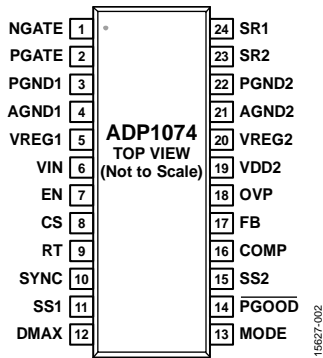 NGATE 1
PGATE 2
PGND1 3
AGND1 4
VREG1 5
VIN 6
EN 7
CS 8
RT 9
SYNC 10
SS1 11
DMAX 12
ADP1074
TOP VIEW
(Not to Scale)
24 SR1
23 SR2
22 PGND2
21 AGND2
20 VREG2
19 VDD2
18 OVP
17 FB
16 COMP
15 SS2
14 PGOOD
13 MODE
15627-002